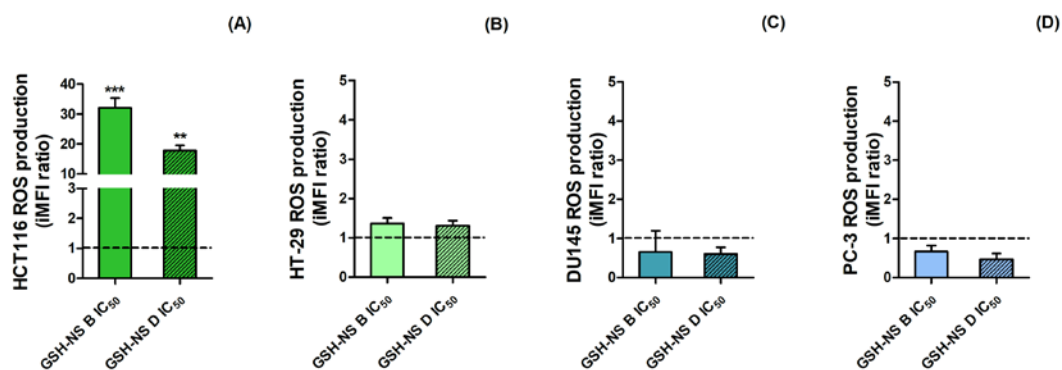 (A)
HCT116 ROS production
(iMFI ratio)
40
30
20
10
3
2
1
0
***
**
GSH-NS B IC50
GSH-NS D IC50
(B)
HT-29 ROS production
(iMFI ratio)
5
4
3
2
1
0
GSH-NS B IC50
GSH-NS D IC50
(C)
DU145 ROS production
(iMFI ratio)
5
4
3
2
1
0
GSH-NS B IC50
GSH-NS D IC50
(D)
PC-3 ROS production
(iMFI ratio)
5
4
3
2
1
0
GSH-NS B IC50
GSH-NS D IC50